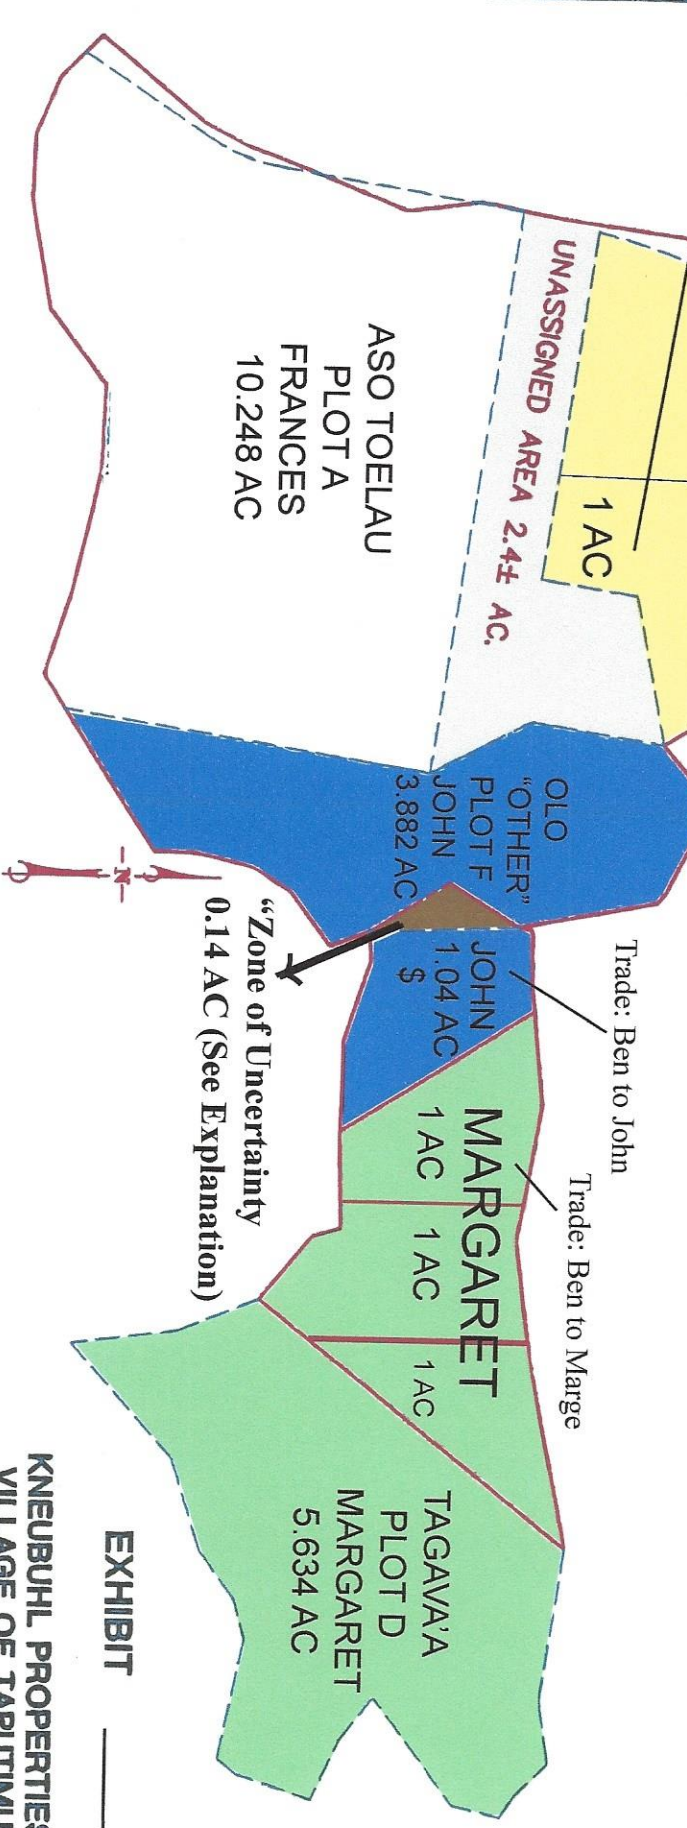 UNASSIGNED AREA 2.4± AC.
1 AC
ASO TOELAU
PLOT A
FRANCES
10.248 AC
OLO
"OTHER"
PLOT F
JOHN
3.882 AC
Trade: Ben to John
JOHN
1.04 AC
$
-N-
“Zone of Uncertainty
0.14 AC (See Explanation)
Trade: Ben to Marge
MARGARET
1 AC
1 AC
1 AC
TAGAVA'A
PLOT D
MARGARET
5.634 AC
EXHIBIT
KNEUBUHL PROPERTIES
VILLAGE OF TAPUTIMU